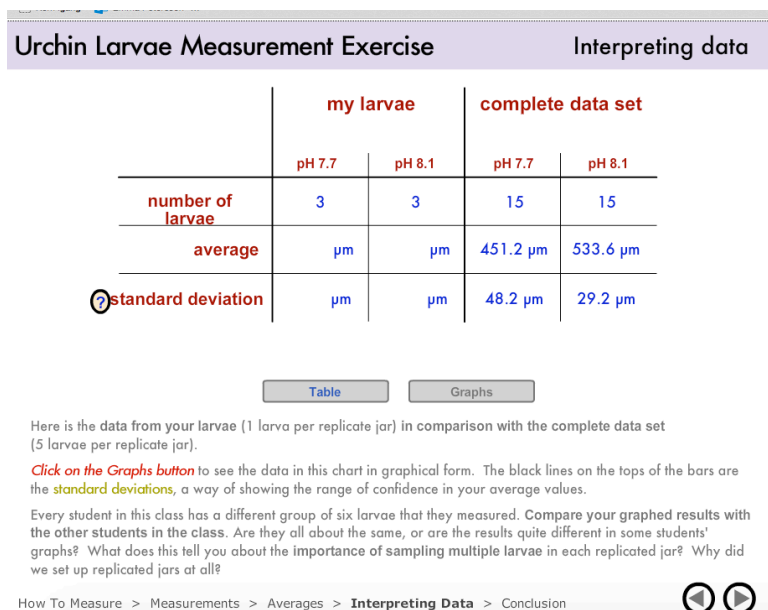 Urchin Larvae Measurement Exercise Interpreting data
my larvae complete data set
pH 7.7 pH 8.1 pH 7.7 pH 8.1
number of larvae 3 3 15 15
average µm µm 451.2 µm 533.6 µm
? standard deviation µm µm 48.2 µm 29.2 µm
Table Graphs
Here is the data from your larvae (1 larva per replicate jar) in comparison with the complete data set
(5 larvae per replicate jar).
Click on the Graphs button to see the data in this chart in graphical form. The black lines on the tops of the bars are
the standard deviations, a way of showing the range of confidence in your average values.
Every student in this class has a different group of six larvae that they measured. Compare your graphed results with
the other students in the class. Are they all about the same, or are the results quite different in some students'
graphs? What does this tell you about the importance of sampling multiple larvae in each replicated jar? Why did
we set up replicated jars at all?
How To Measure > Measurements > Averages > Interpreting Data > Conclusion